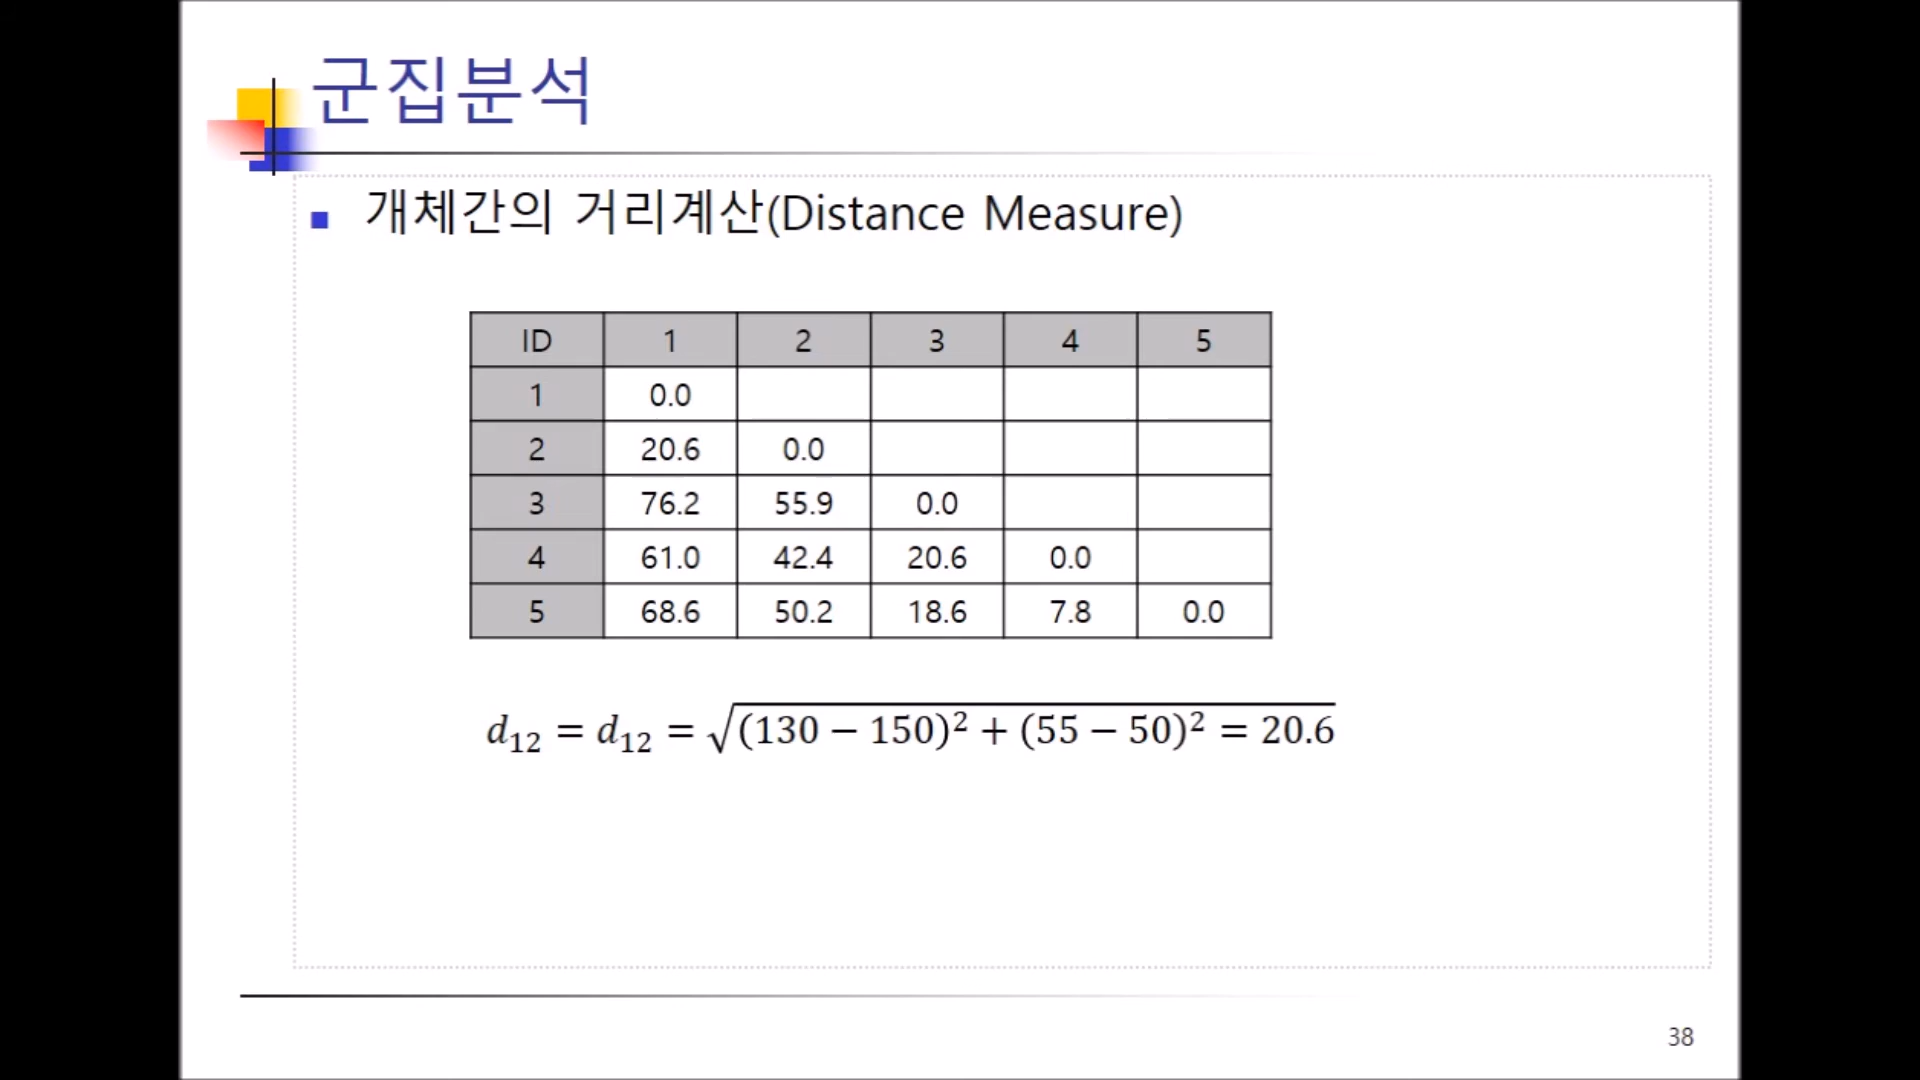 군집분석
개체간의 거리계산(Distance Measure)
ID 1 2 3 4 5
1 0.0
2 20.6 0.0
3 76.2 55.9 0.0
4 61.0 42.4 20.6 0.0
5 68.6 50.2 18.6 7.8 0.0
d₁₂ = d₁₂ = √(130 − 150)² + (55 − 50)² = 20.6
38